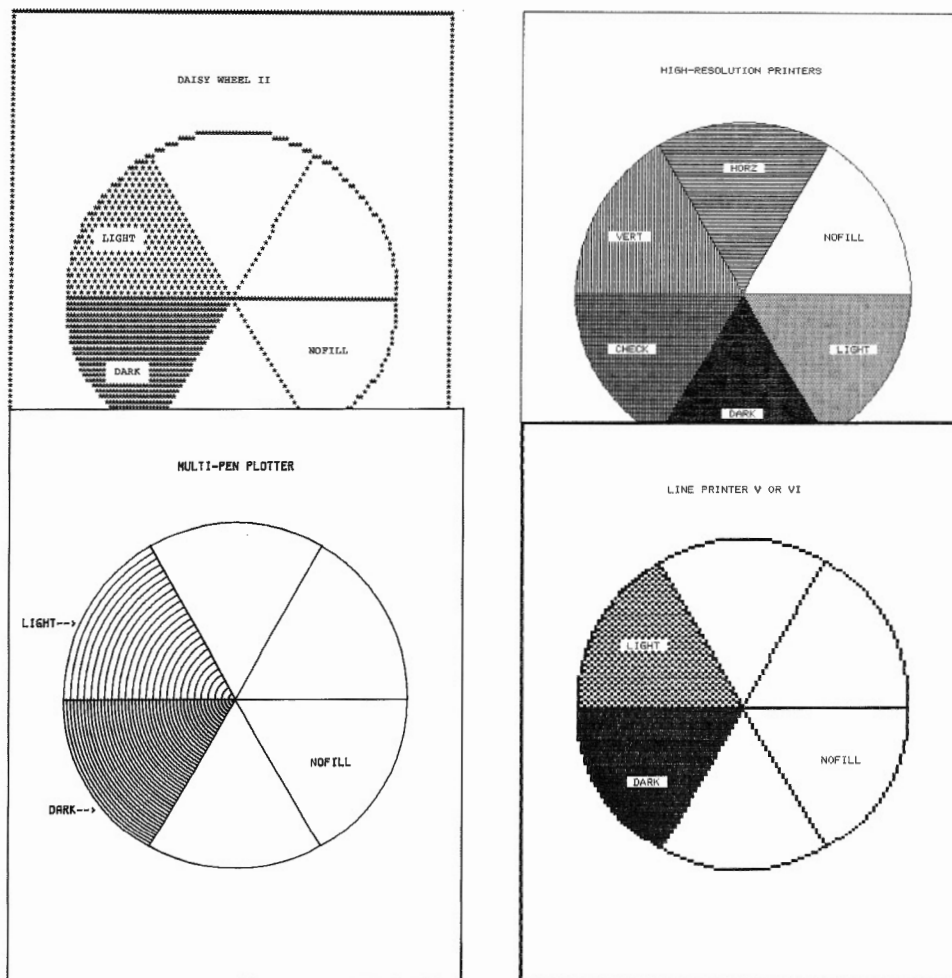 DAISY WHEEL II
LIGHT
DARK
NOFILL
HIGH-RESOLUTION PRINTERS
HORZ
VERT
NOFILL
CHECK
LIGHT
DARK
MULTI-PEN PLOTTER
LIGHT-->
DARK-->
NOFILL
LINE PRINTER V OR VI
LIGHT
DARK
NOFILL